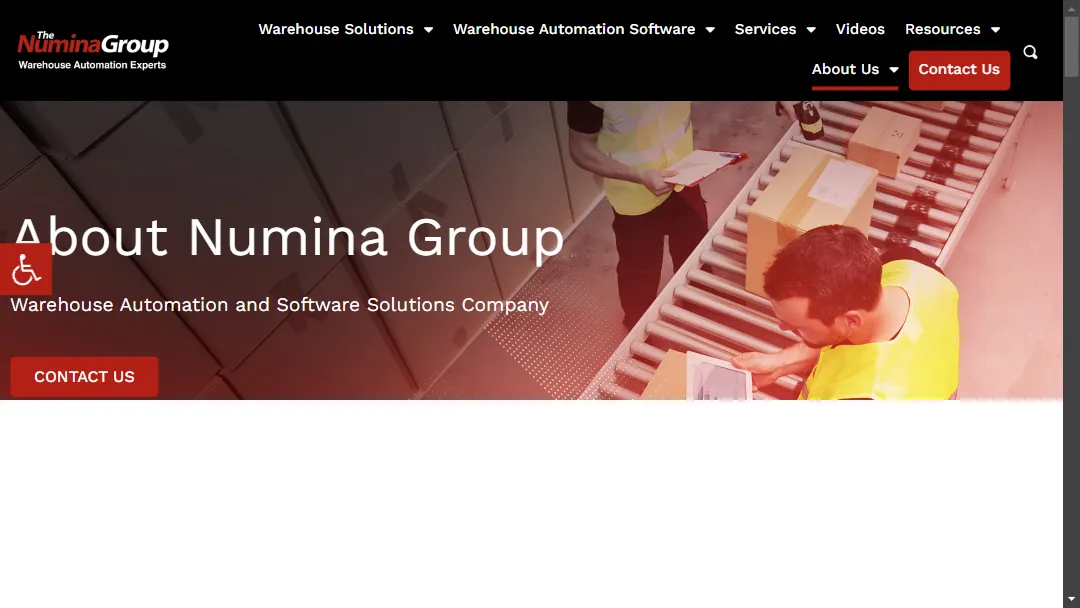 The
NuminaGroup
Warehouse Automation Experts
Warehouse Solutions
Warehouse Automation Software
Services
Videos
Resources
About Us
Contact Us
About Numina Group
Warehouse Automation and Software Solutions Company
CONTACT US